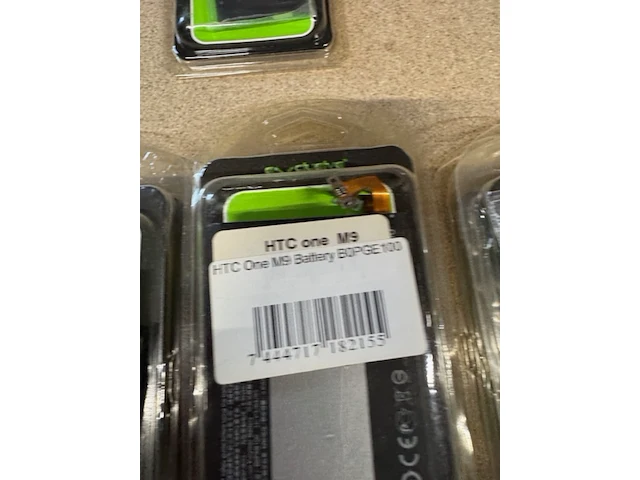 HTC one M9
HTC One M9 Battery B0PGE100
7 444717 182155